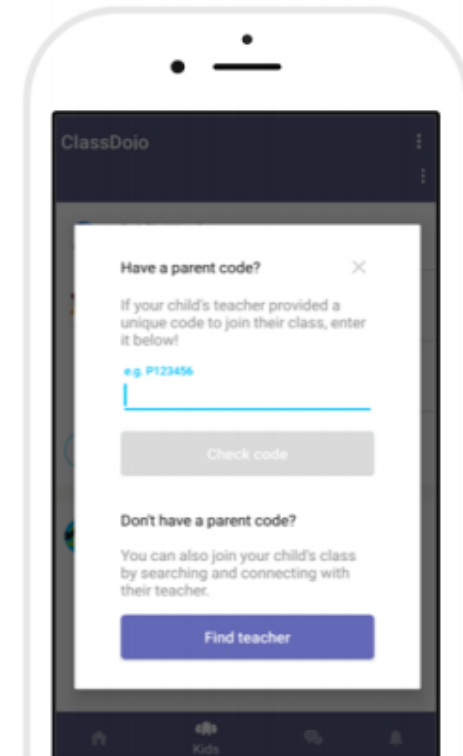 ClassDojo
Have a parent code?
If your child's teacher provided a
unique code to join their class, enter
it below!
e.g. P123456
Check code
Don't have a parent code?
You can also join your child's class
by searching and connecting with
their teacher.
Find teacher
Kids